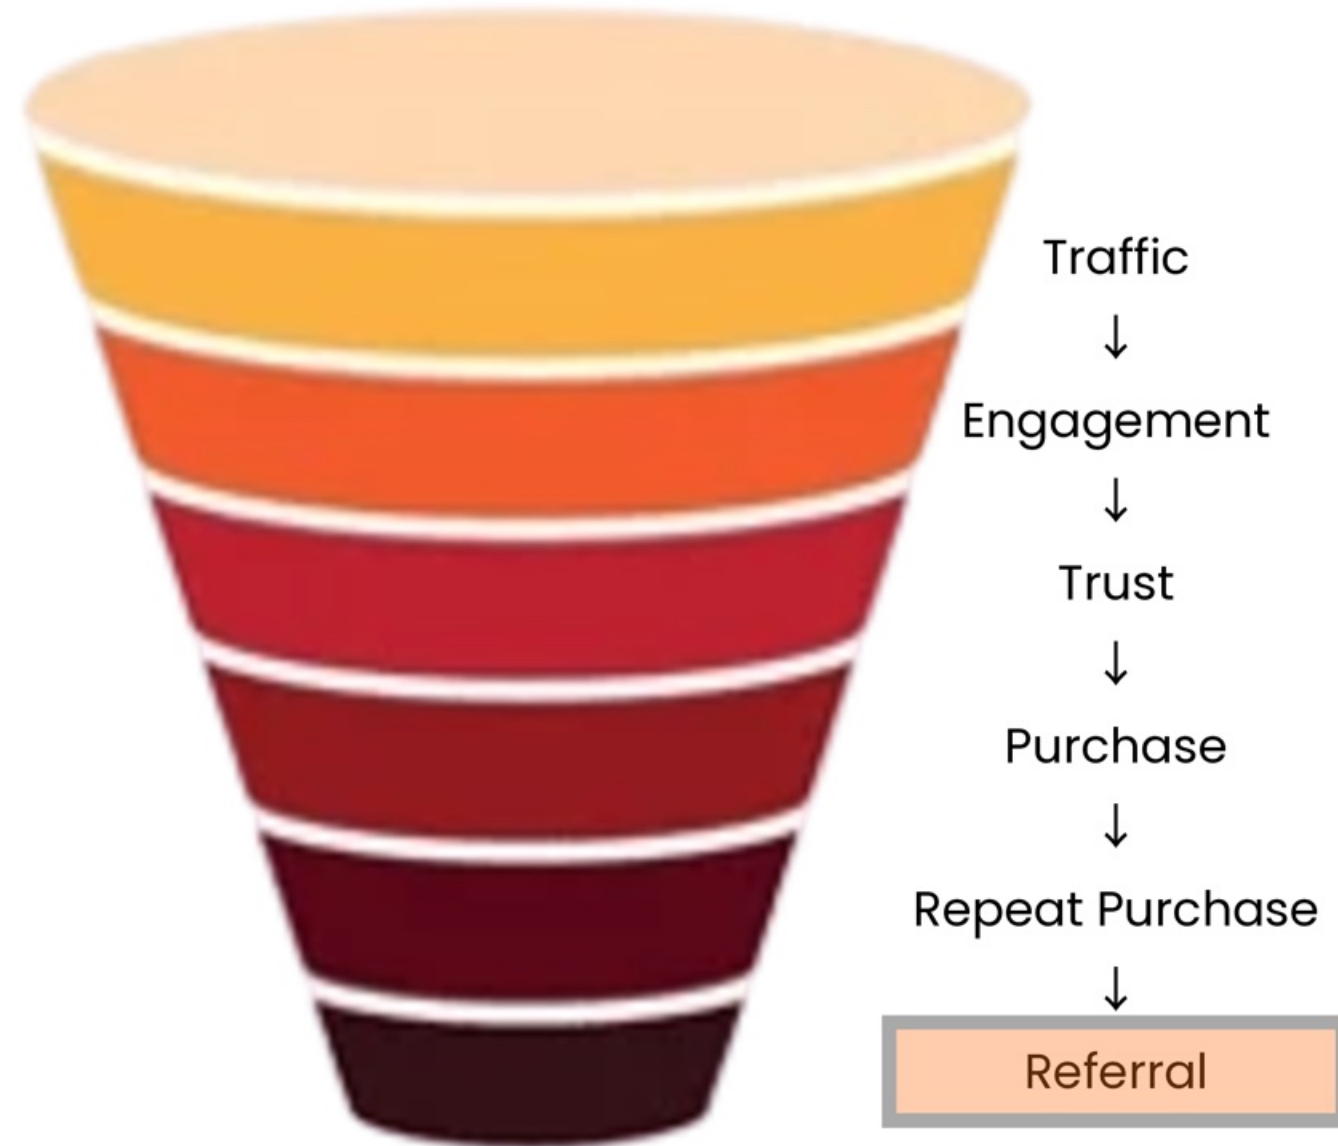 Traffic
↓
Engagement
↓
Trust
↓
Purchase
↓
Repeat Purchase
↓
Referral